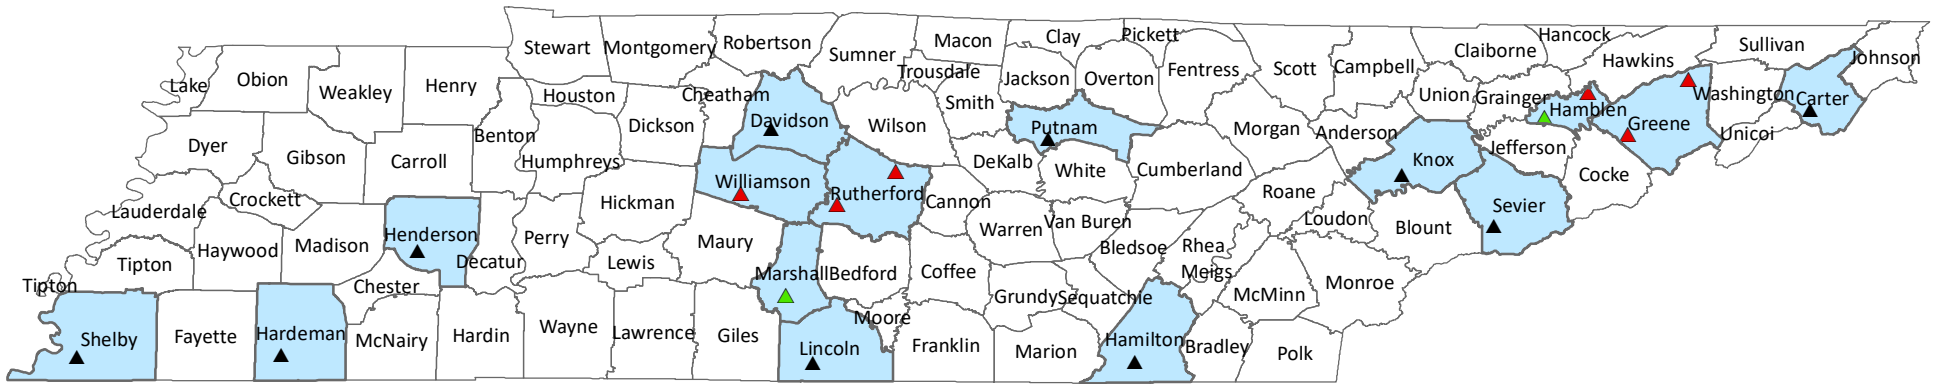 Stewart
Montgomery
Robertson
Sumner
Macon
Clay
Pickett
Fentress
Scott
Campbell
Claiborne
Hancock
Hawkins
Sullivan
Johnson
Lake
Obion
Weakley
Henry
Houston
Cheatham
Trousdale
Smith
Jackson
Overton
Union
Grainger
Hamblen
Greene
Washington
Carter
Unicoi
Dyer
Gibson
Carroll
Benton
Humphreys
Dickson
Davidson
Wilson
Putnam
DeKalb
White
Cumberland
Morgan
Anderson
Knox
Jefferson
Cocke
Lauderdale
Crockett
Haywood
Madison
Henderson
Decatur
Perry
Hickman
Williamson
Rutherford
Cannon
Warren
Van Buren
Bledsoe
Rhea
Roane
Loudon
Blount
Sevier
Tipton
Tipton
Chester
Lewis
Maury
Marshall
Bedford
Coffee
Grundy
Sequatchie
Meigs
McMinn
Monroe
Shelby
Fayette
Hardeman
McNairy
Hardin
Wayne
Lawrence
Giles
Lincoln
Moore
Franklin
Marion
Hamilton
Bradley
Polk